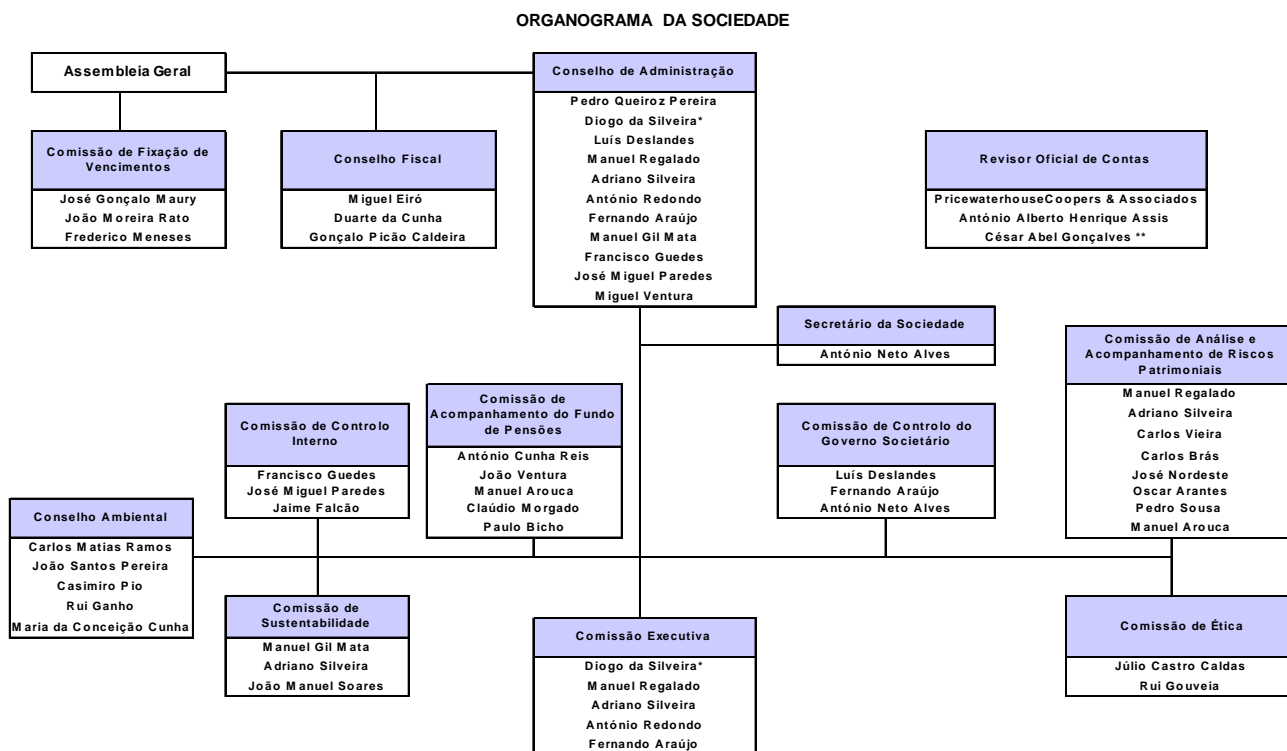 ORGANOGRAMA DA SOCIEDADE
Assembleia Geral
Conselho de Administração
Pedro Queiroz Pereira
Diogo da Silveira*
Luís Deslandes
Manuel Regalado
Adriano Silveira
António Redondo
Fernando Araújo
Manuel Gil Mata
Francisco Guedes
José Miguel Paredes
Miguel Ventura
Comissão de Fixação de
Vencimentos
José Gonçalo Maury
João Moreira Rato
Frederico Meneses
Conselho Fiscal
Miguel Eiró
Duarte da Cunha
Gonçalo Picão Caldeira
Revisor Oficial de Contas
PricewaterhouseCoopers & Associados
António Alberto Henrique Assis
César Abel Gonçalves **
Secretário da Sociedade
António Neto Alves
Comissão de Análise e
Acompanhamento de Riscos
Patrimoniais
Manuel Regalado
Adriano Silveira
Carlos Vieira
Carlos Brás
José Nordeste
Oscar Arantes
Pedro Sousa
Manuel Arouca
Comissão de Controlo
Interno
Francisco Guedes
José Miguel Paredes
Jaime Falcão
Comissão de
Acompanhamento do Fundo
de Pensões
António Cunha Reis
João Ventura
Manuel Arouca
Claúdio Morgado
Paulo Bicho
Comissão de Controlo do
Governo Societário
Luís Deslandes
Fernando Araújo
António Neto Alves
Conselho Ambiental
Carlos Matias Ramos
João Santos Pereira
Casimiro Pio
Rui Ganho
Maria da Conceição Cunha
Comissão de
Sustentabilidade
Manuel Gil Mata
Adriano Silveira
João Manuel Soares
Comissão Executiva
Diogo da Silveira*
Manuel Regalado
Adriano Silveira
António Redondo
Fernando Araújo
Comissão de Ética
Júlio Castro Caldas
Rui Gouveia